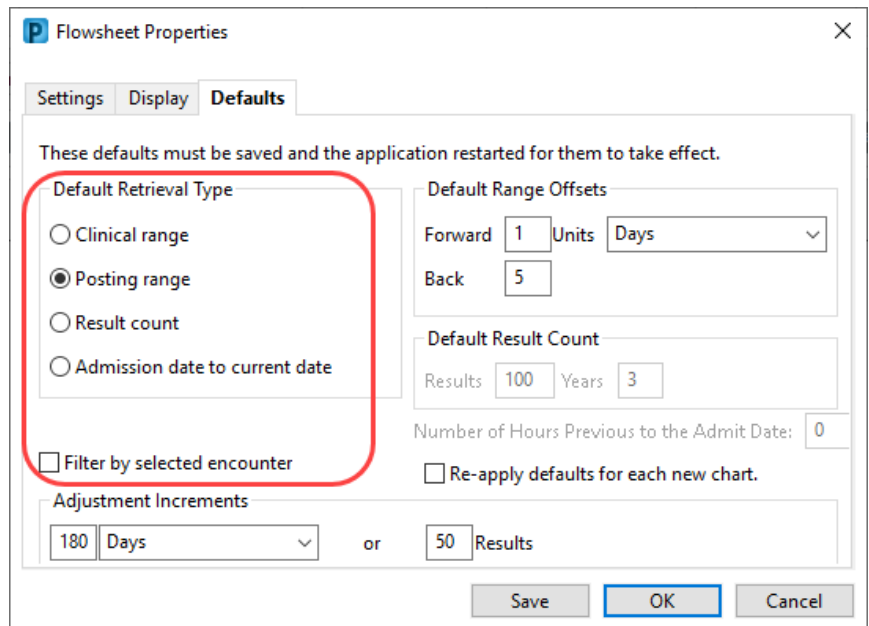 P Flowsheet Properties
Settings Display Defaults
These defaults must be saved and the application restarted for them to take effect.
Default Retrieval Type
Clinical range
Posting range
Result count
Admission date to current date
Filter by selected encounter
Default Range Offsets
Forward 1 Units Days
Back 5
Default Result Count
Results 100 Years 3
Number of Hours Previous to the Admit Date: 0
Re-apply defaults for each new chart.
Adjustment Increments
180 Days or 50 Results
Save OK Cancel